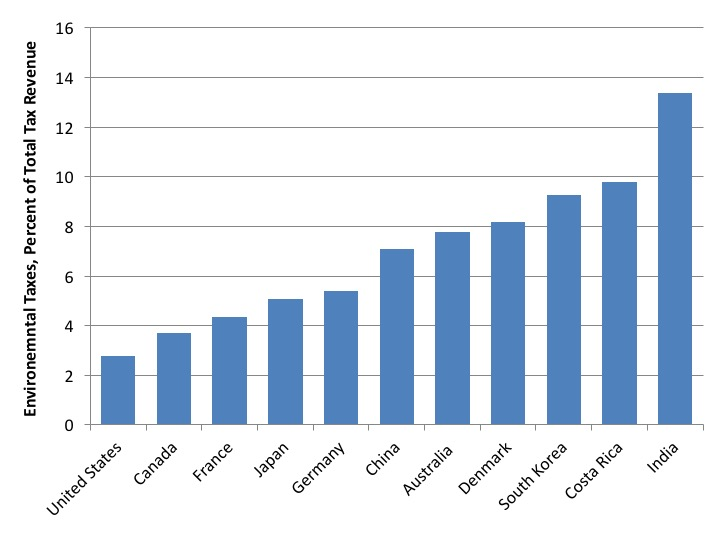 Environemntal Taxes, Percent of Total Tax Revenue
16
14
12
10
8
6
4
2
0
United States
Canada
France
Japan
Germany
China
Australia
Denmark
South Korea
Costa Rica
India